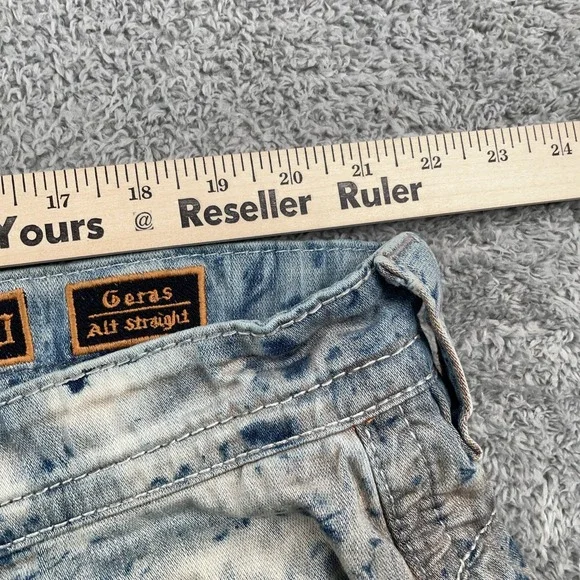 17 18 19 20 21 22 23 24
Yours @ Reseller Ruler
Geras
Alt Straight